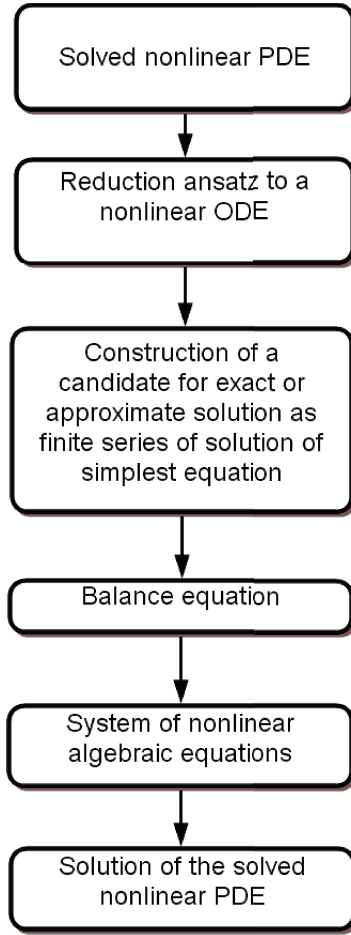 Solved nonlinear PDE
Reduction ansatz to a
nonlinear ODE
Construction of a
candidate for exact or
approximate solution as
finite series of solution of
simplest equation
Balance equation
System of nonlinear
algebraic equations
Solution of the solved
nonlinear PDE